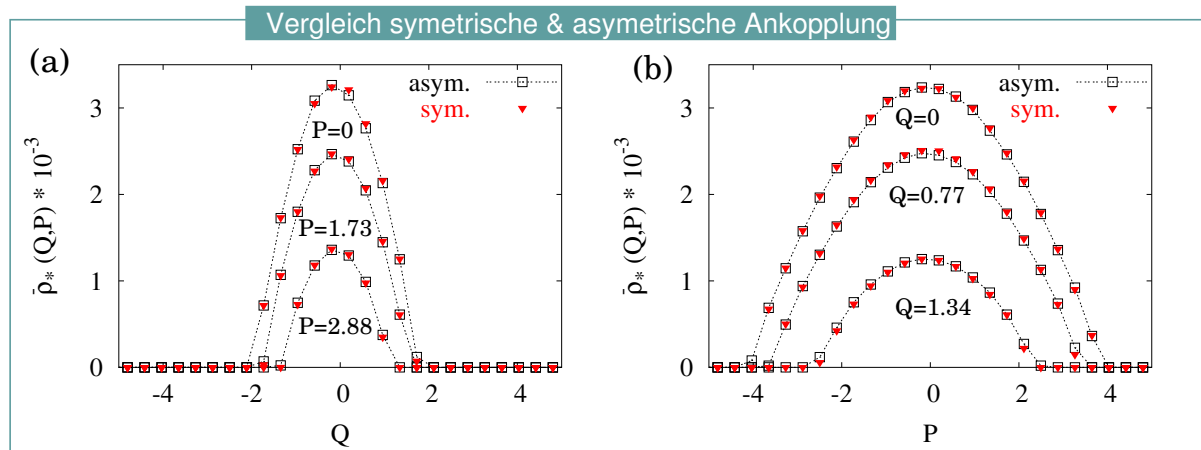 Vergleich symetrische & asymetrische Ankopplung
(a)
asym.
sym.
P=0
P=1.73
P=2.88
ρ̄* (Q,P) * 10⁻³
3
2
1
0
-4 -2 0 2 4
Q
(b)
asym.
sym.
Q=0
Q=0.77
Q=1.34
ρ̄* (Q,P) * 10⁻³
3
2
1
0
-4 -2 0 2 4
P